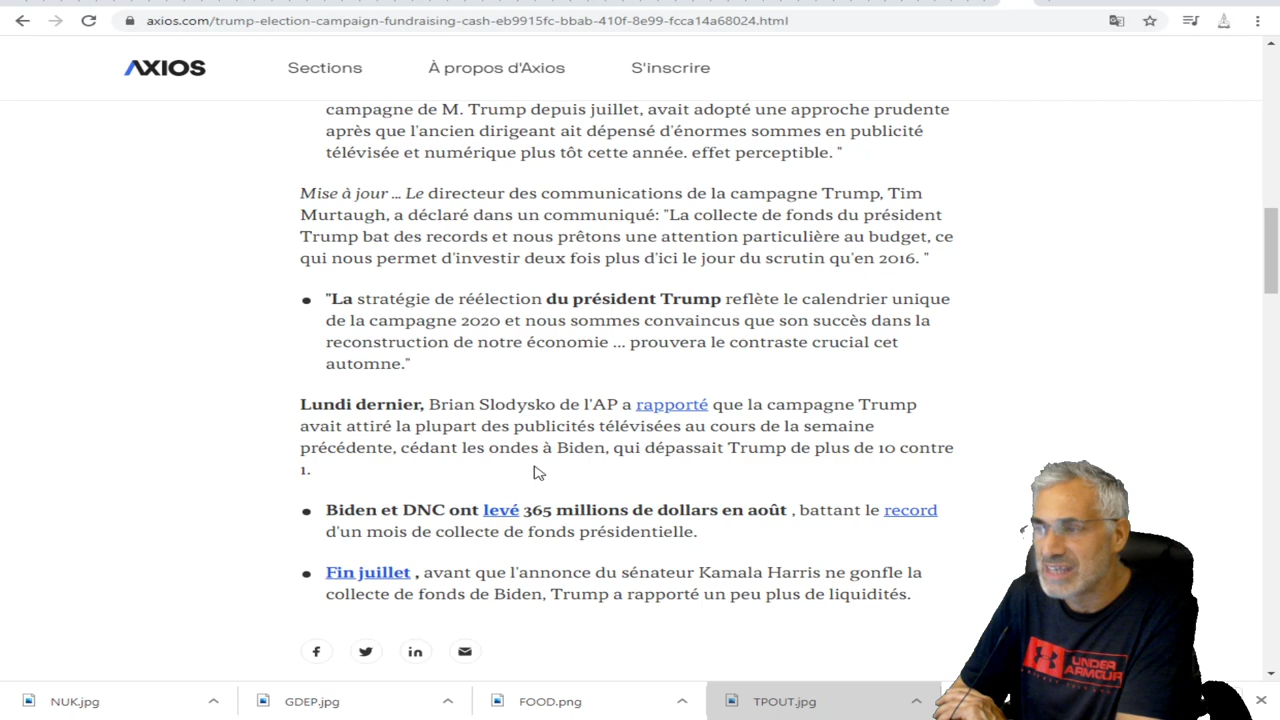 axios.com/trump-election-campaign-fundraising-cash-eb9915fc-bbab-410f-8e99-fcca14a68024.html
AXIOS Sections À propos d'Axios S'inscrire
campagne de M. Trump depuis juillet, avait adopté une approche prudente
après que l'ancien dirigeant ait dépensé d'énormes sommes en publicité
télévisée et numérique plus tôt cette année. effet perceptible. "
Mise à jour ... Le directeur des communications de la campagne Trump, Tim
Murtaugh, a déclaré dans un communiqué: "La collecte de fonds du président
Trump bat des records et nous prêtons une attention particulière au budget, ce
qui nous permet d'investir deux fois plus d'ici le jour du scrutin qu'en 2016. "
• "La stratégie de réélection du président Trump reflète le calendrier unique
de la campagne 2020 et nous sommes convaincus que son succès dans la
reconstruction de notre économie ... prouvera le contraste crucial cet
automne."
Lundi dernier, Brian Slodysko de l'AP a rapporté que la campagne Trump
avait attiré la plupart des publicités télévisées au cours de la semaine
précédente, cédant les ondes à Biden, qui dépassait Trump de plus de 10 contre
1.
• Biden et DNC ont levé 365 millions de dollars en août , battant le record
d'un mois de collecte de fonds présidentielle.
• Fin juillet , avant que l'annonce du sénateur Kamala Harris ne gonfle la
collecte de fonds de Biden, Trump a rapporté un peu plus de liquidités.
UNDER
ARMOUR
NUK.jpg GDEP.jpg FOOD.png TPOUT.jpg